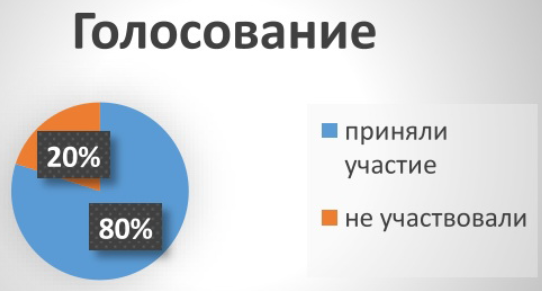 Голосование
20%
80%
приняли
участие
не участвовали